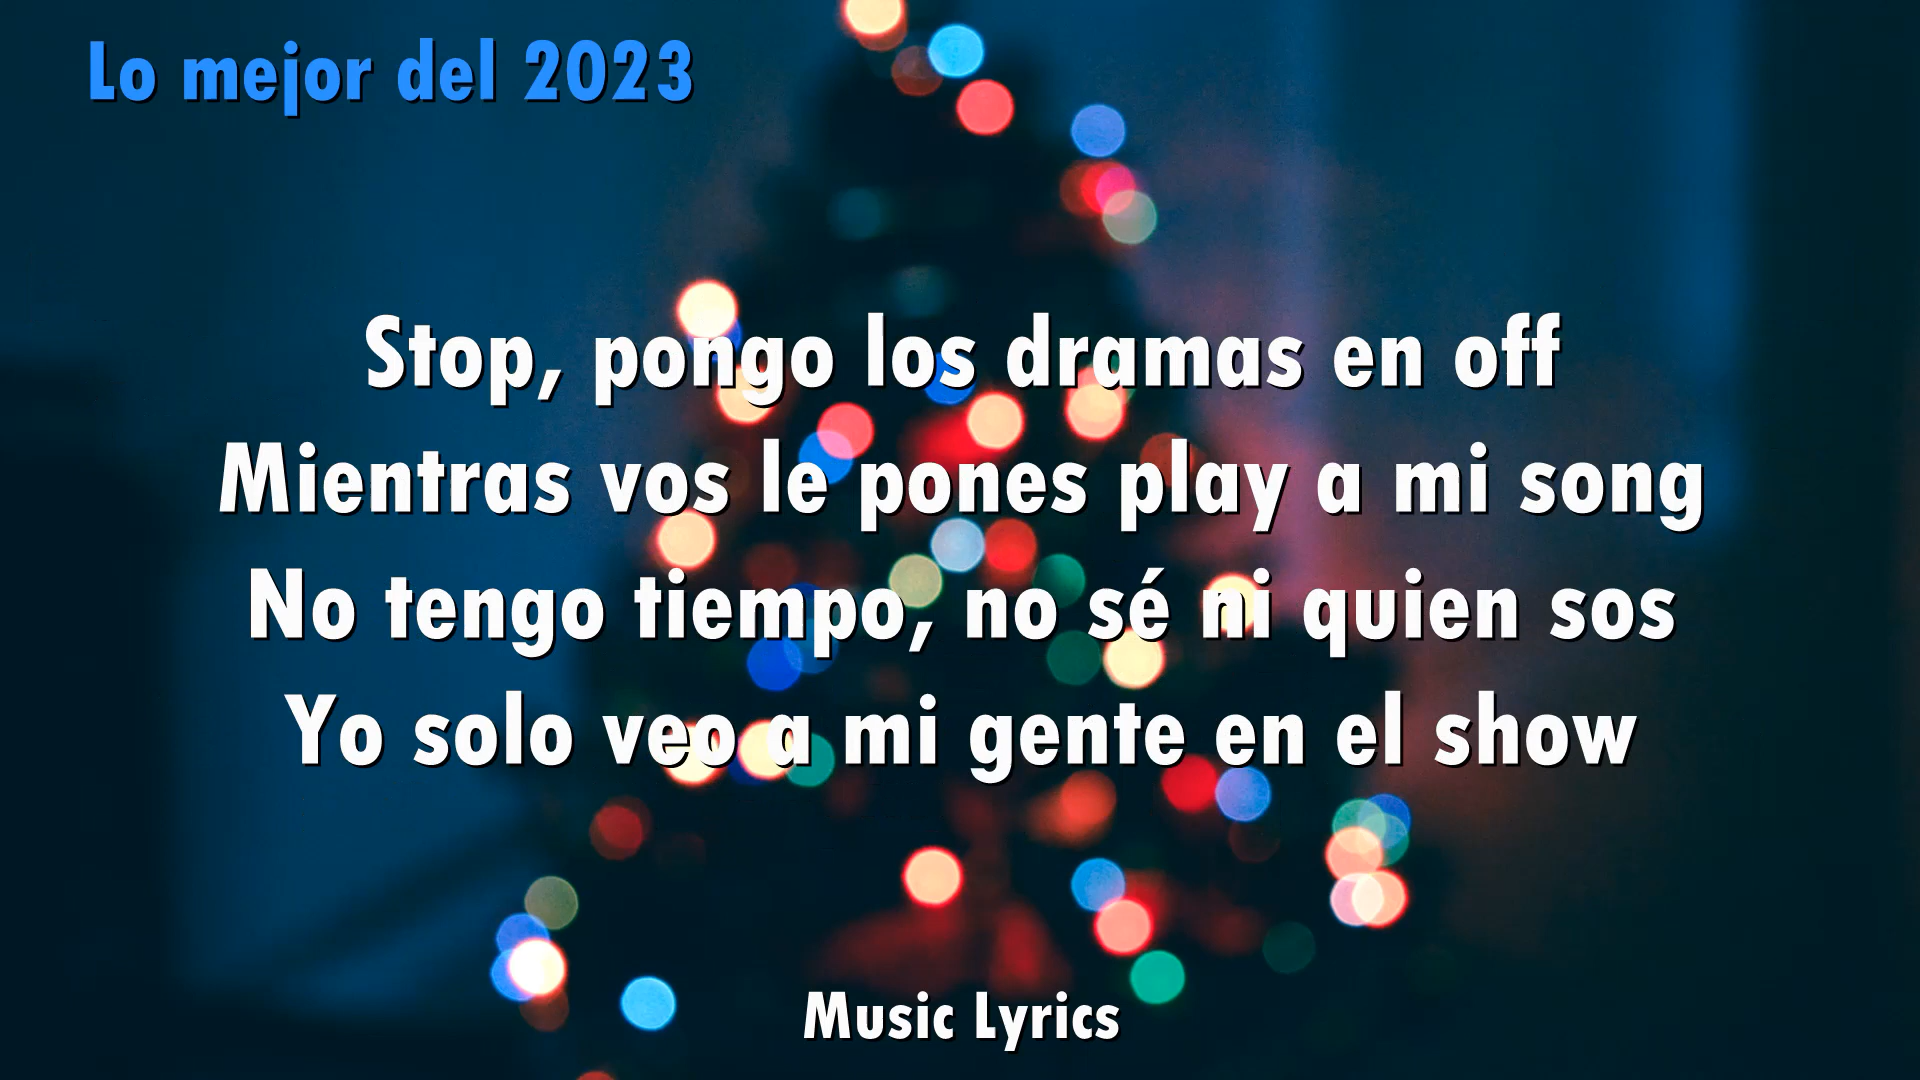 Lo mejor del 2023
Stop, pongo los dramas en off
Mientras vos le pones play a mi song
No tengo tiempo, no sé ni quien sos
Yo solo veo a mi gente en el show
Music Lyrics